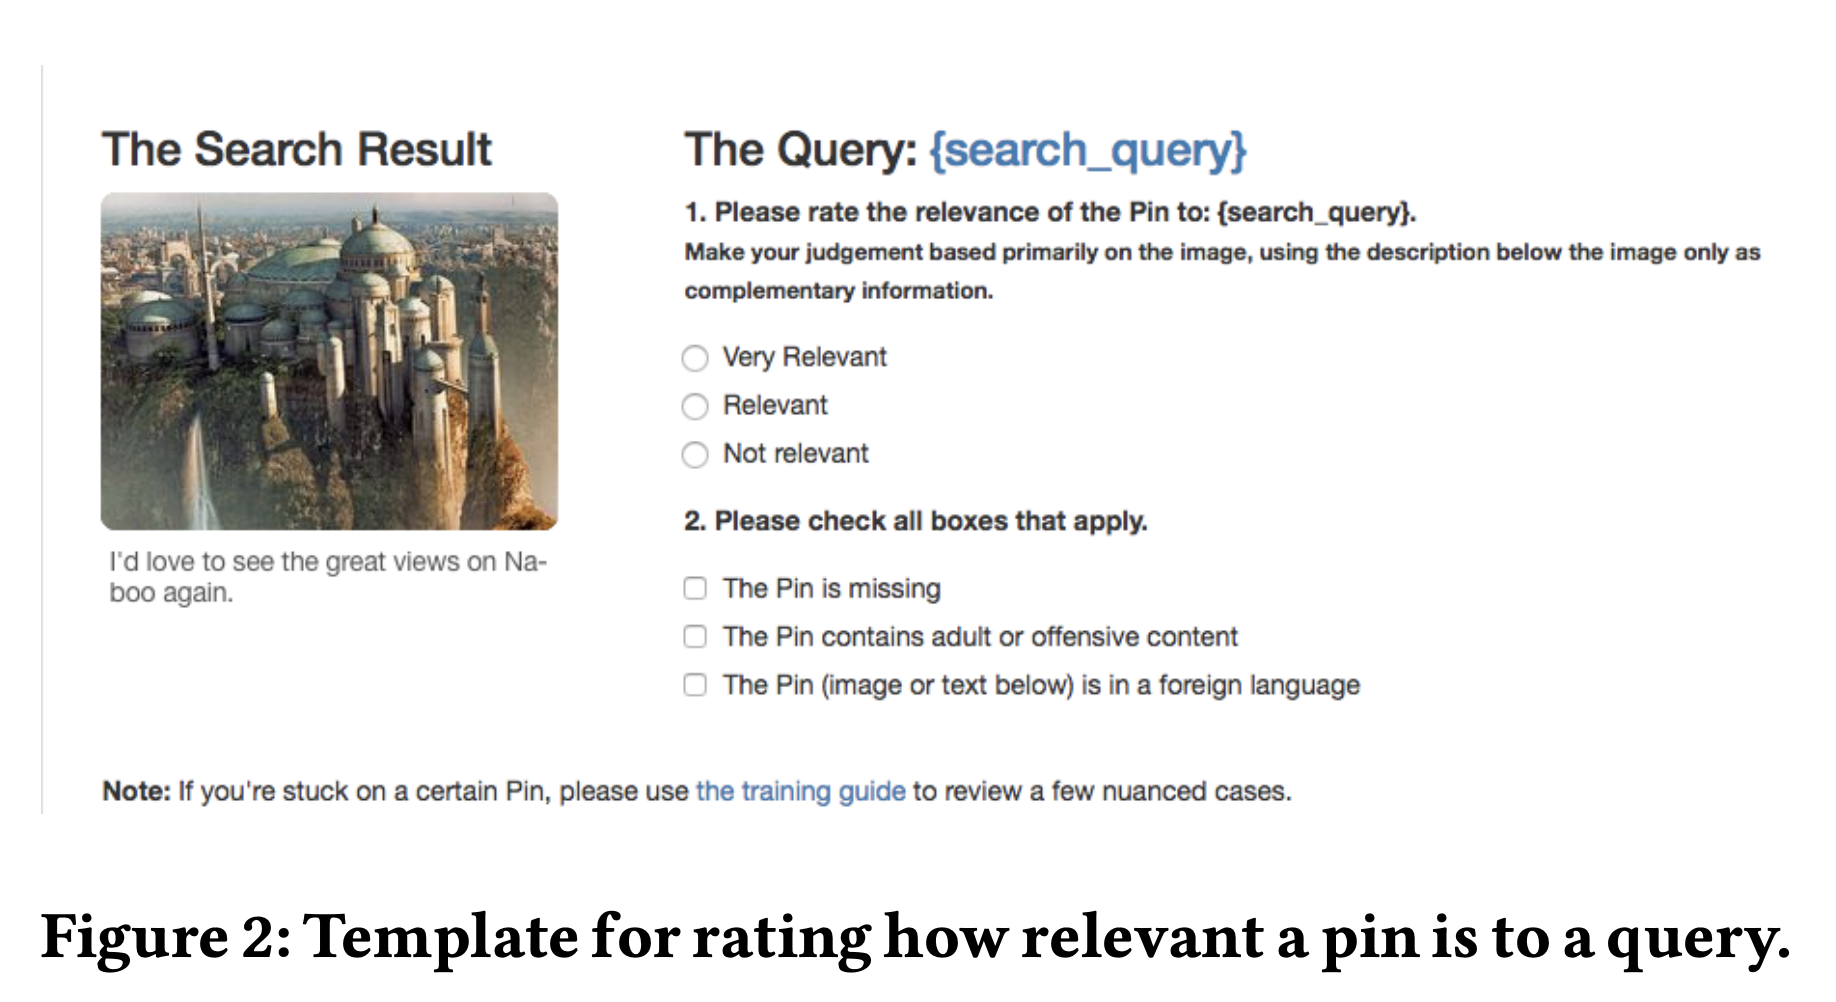 The Search Result
I'd love to see the great views on Na-
boo again.
The Query: {search_query}
1. Please rate the relevance of the Pin to: {search_query}.
Make your judgement based primarily on the image, using the description below the image only as
complementary information.
Very Relevant
Relevant
Not relevant
2. Please check all boxes that apply.
The Pin is missing
The Pin contains adult or offensive content
The Pin (image or text below) is in a foreign language
Note: If you're stuck on a certain Pin, please use the training guide to review a few nuanced cases.
Figure 2: Template for rating how relevant a pin is to a query.